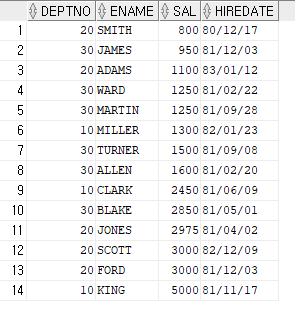 DEPTNO ENAME SAL HIREDATE
1 20 SMITH 800 80/12/17
2 30 JAMES 950 81/12/03
3 20 ADAMS 1100 83/01/12
4 30 WARD 1250 81/02/22
5 30 MARTIN 1250 81/09/28
6 10 MILLER 1300 82/01/23
7 30 TURNER 1500 81/09/08
8 30 ALLEN 1600 81/02/20
9 10 CLARK 2450 81/06/09
10 30 BLAKE 2850 81/05/01
11 20 JONES 2975 81/04/02
12 20 SCOTT 3000 82/12/09
13 20 FORD 3000 81/12/03
14 10 KING 5000 81/11/17